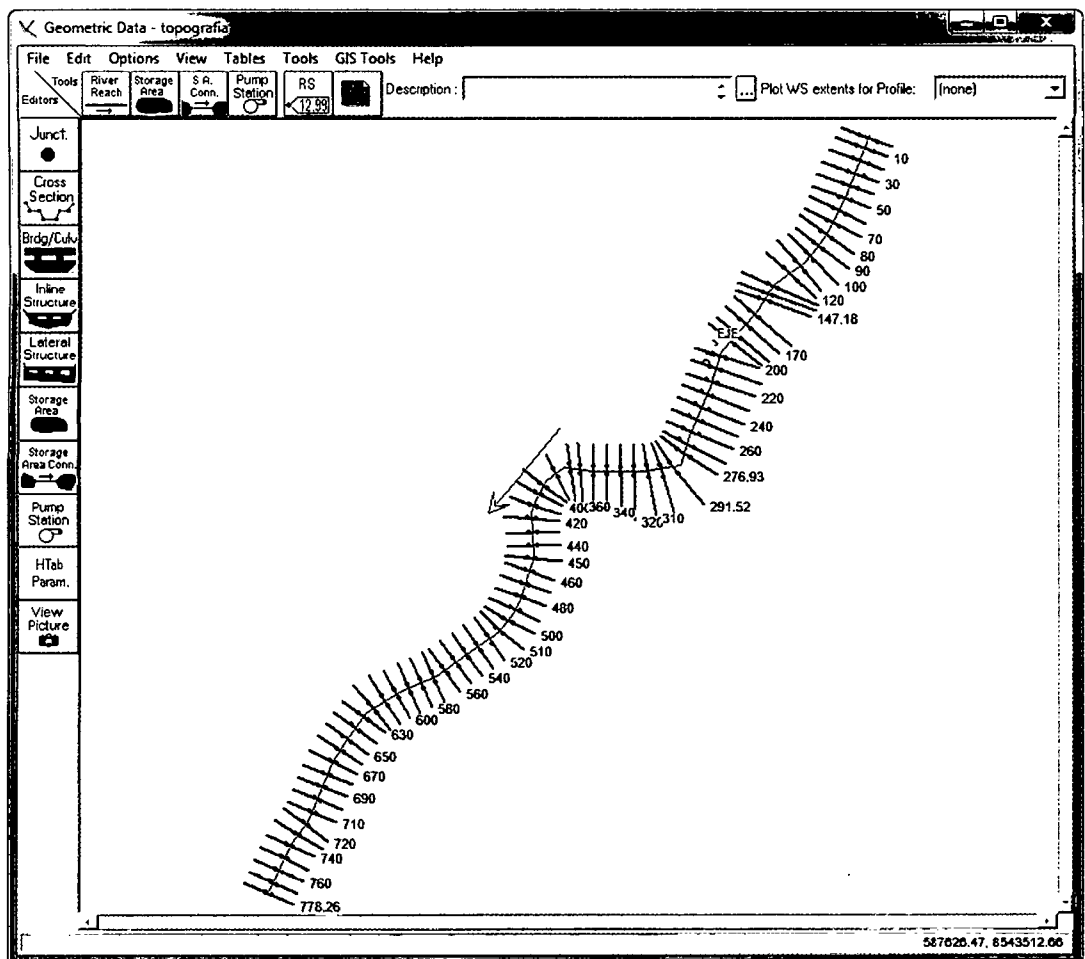 Geometric Data - topografia
File Edit Options View Tables Tools GIS Tools Help
Tools
Editors
River Reach
Storage Area
S.A. Conn.
Pump Station
RS
12.99
Description :
...
Plot WS extents for Profile:
(none)
Junct.
Cross Section
Brdg/Culv
Inline Structure
Lateral Structure
Storage Area
Storage Area Conn.
Pump Station
HTab Param.
View Picture
10
30
50
70
80
90
100
120
147.18
EJE
170
200
220
240
260
276.93
291.52
310
320
340
360
400
420
440
450
460
480
500
510
520
540
560
580
600
630
650
670
690
710
720
740
760
778.26
587626.47, 8543512.66